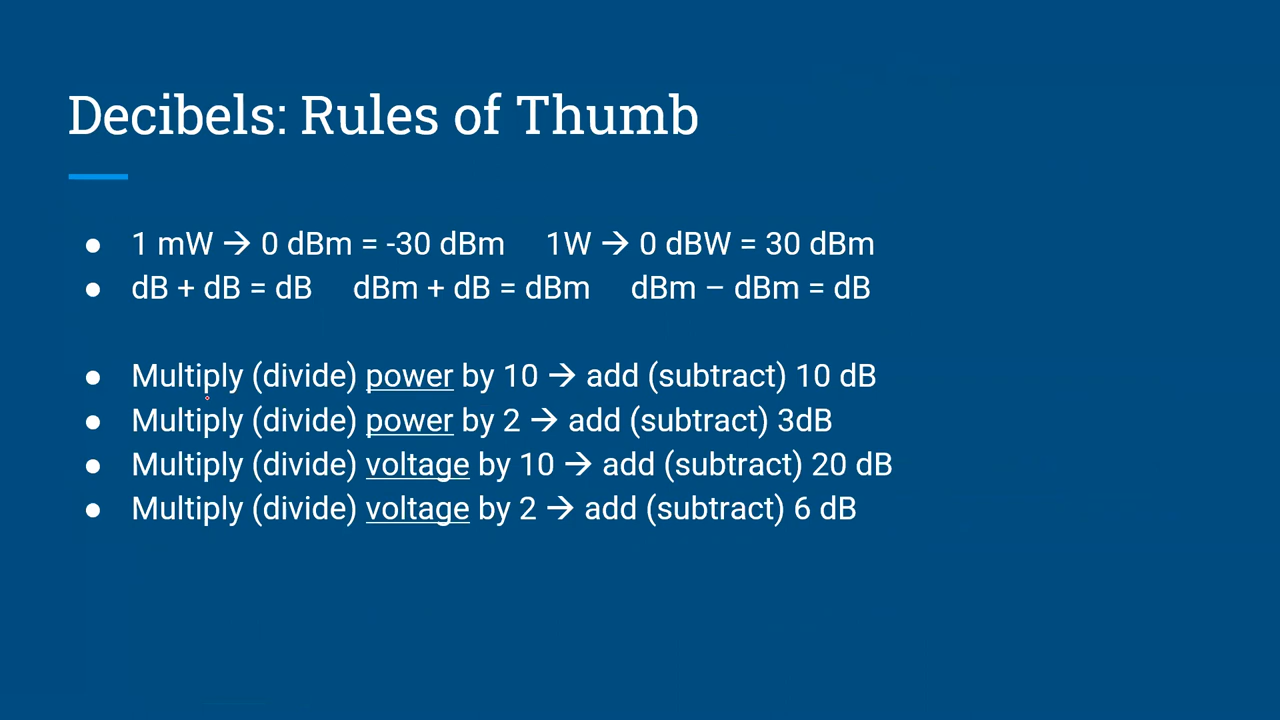 Decibels: Rules of Thumb
● 1 mW → 0 dBm = -30 dBm 1W → 0 dBW = 30 dBm
● dB + dB = dB dBm + dB = dBm dBm – dBm = dB
● Multiply (divide) power by 10 → add (subtract) 10 dB
● Multiply (divide) power by 2 → add (subtract) 3dB
● Multiply (divide) voltage by 10 → add (subtract) 20 dB
● Multiply (divide) voltage by 2 → add (subtract) 6 dB